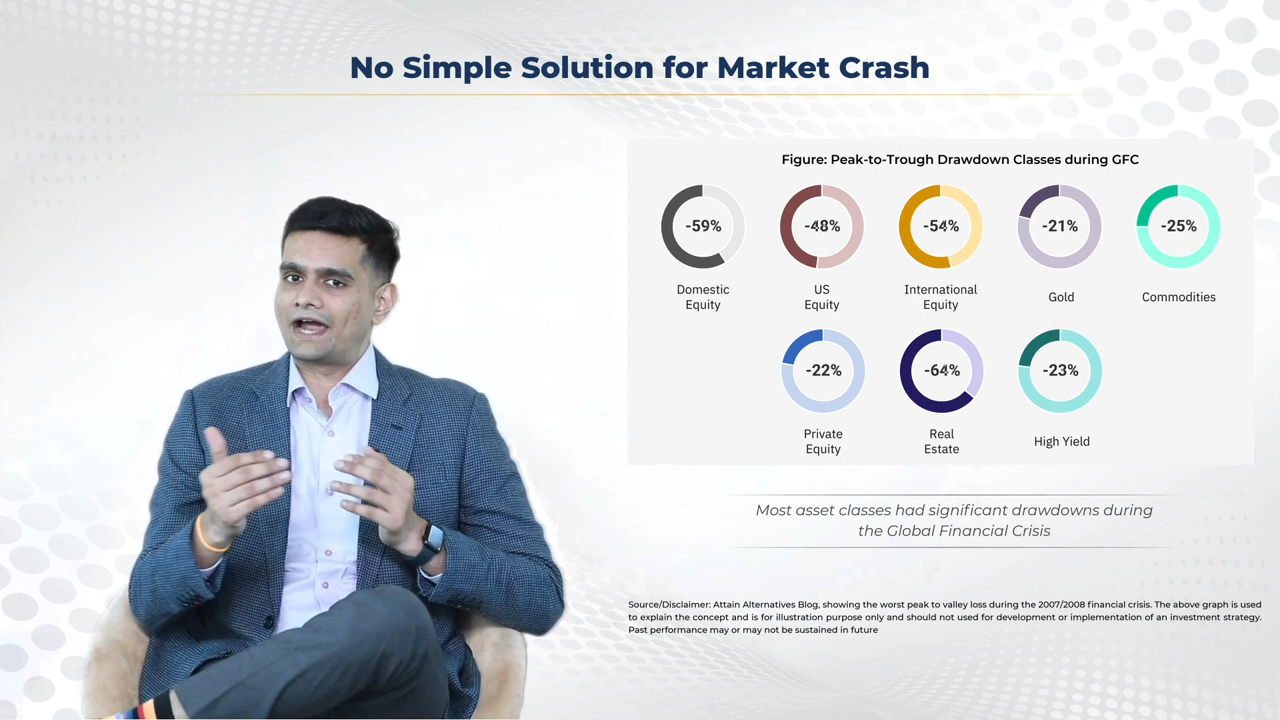 No Simple Solution for Market Crash
Figure: Peak-to-Trough Drawdown Classes during GFC
-59%
-48%
-54%
-21%
-25%
Domestic
Equity
US
Equity
International
Equity
Gold
Commodities
-22%
-64%
-23%
Private
Equity
Real
Estate
High Yield
Most asset classes had significant drawdowns during
the Global Financial Crisis
Source/Disclaimer: Attain Alternatives Blog, showing the worst peak to valley loss during the 2007/2008 financial crisis. The above graph is used
to explain the concept and is for illustration purpose only and should not used for development or implementation of an investment strategy.
Past performance may or may not be sustained in future